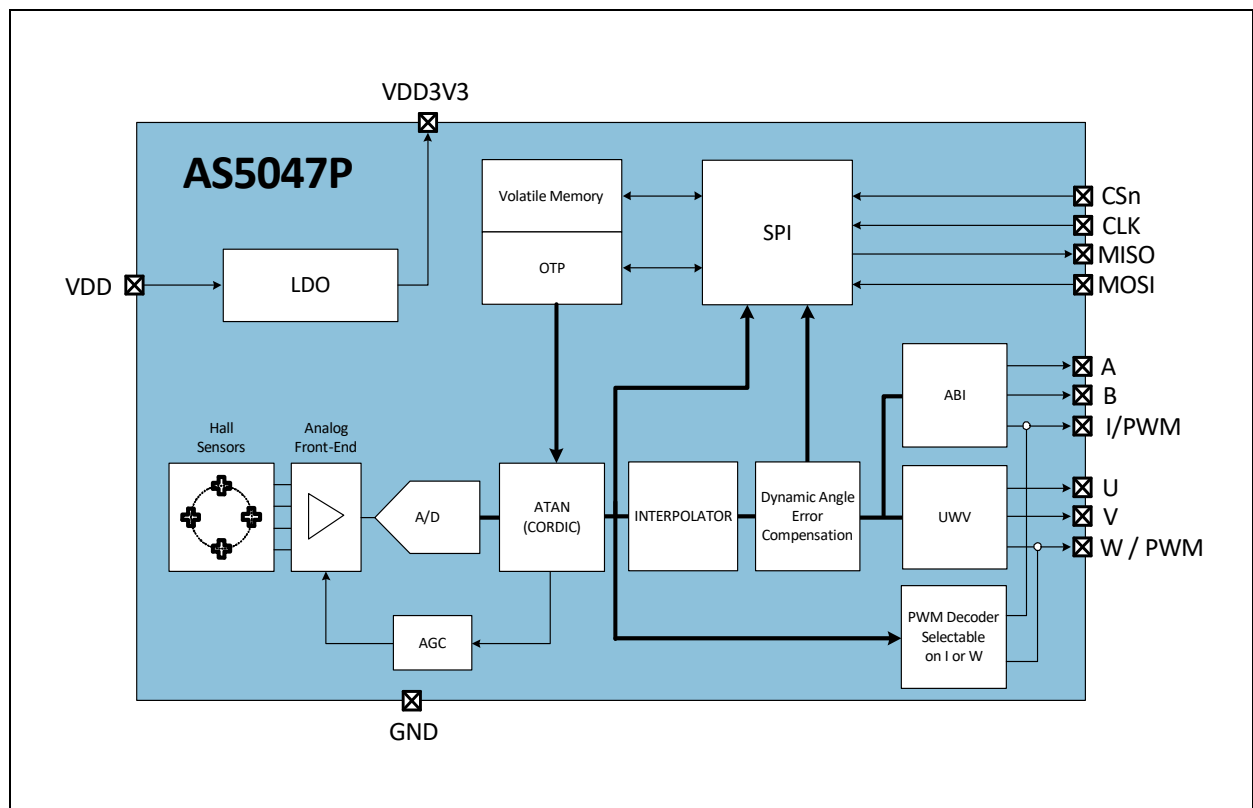 VDD3V3
AS5047P
Volatile Memory
OTP
SPI
CSn
CLK
MISO
MOSI
VDD
LDO
A
B
I/PWM
ABI
Hall
Sensors
Analog
Front-End
A/D
ATAN
(CORDIC)
INTERPOLATOR
Dynamic Angle
Error
Compensation
UWV
U
V
W / PWM
AGC
PWM Decoder
Selectable
on I or W
GND